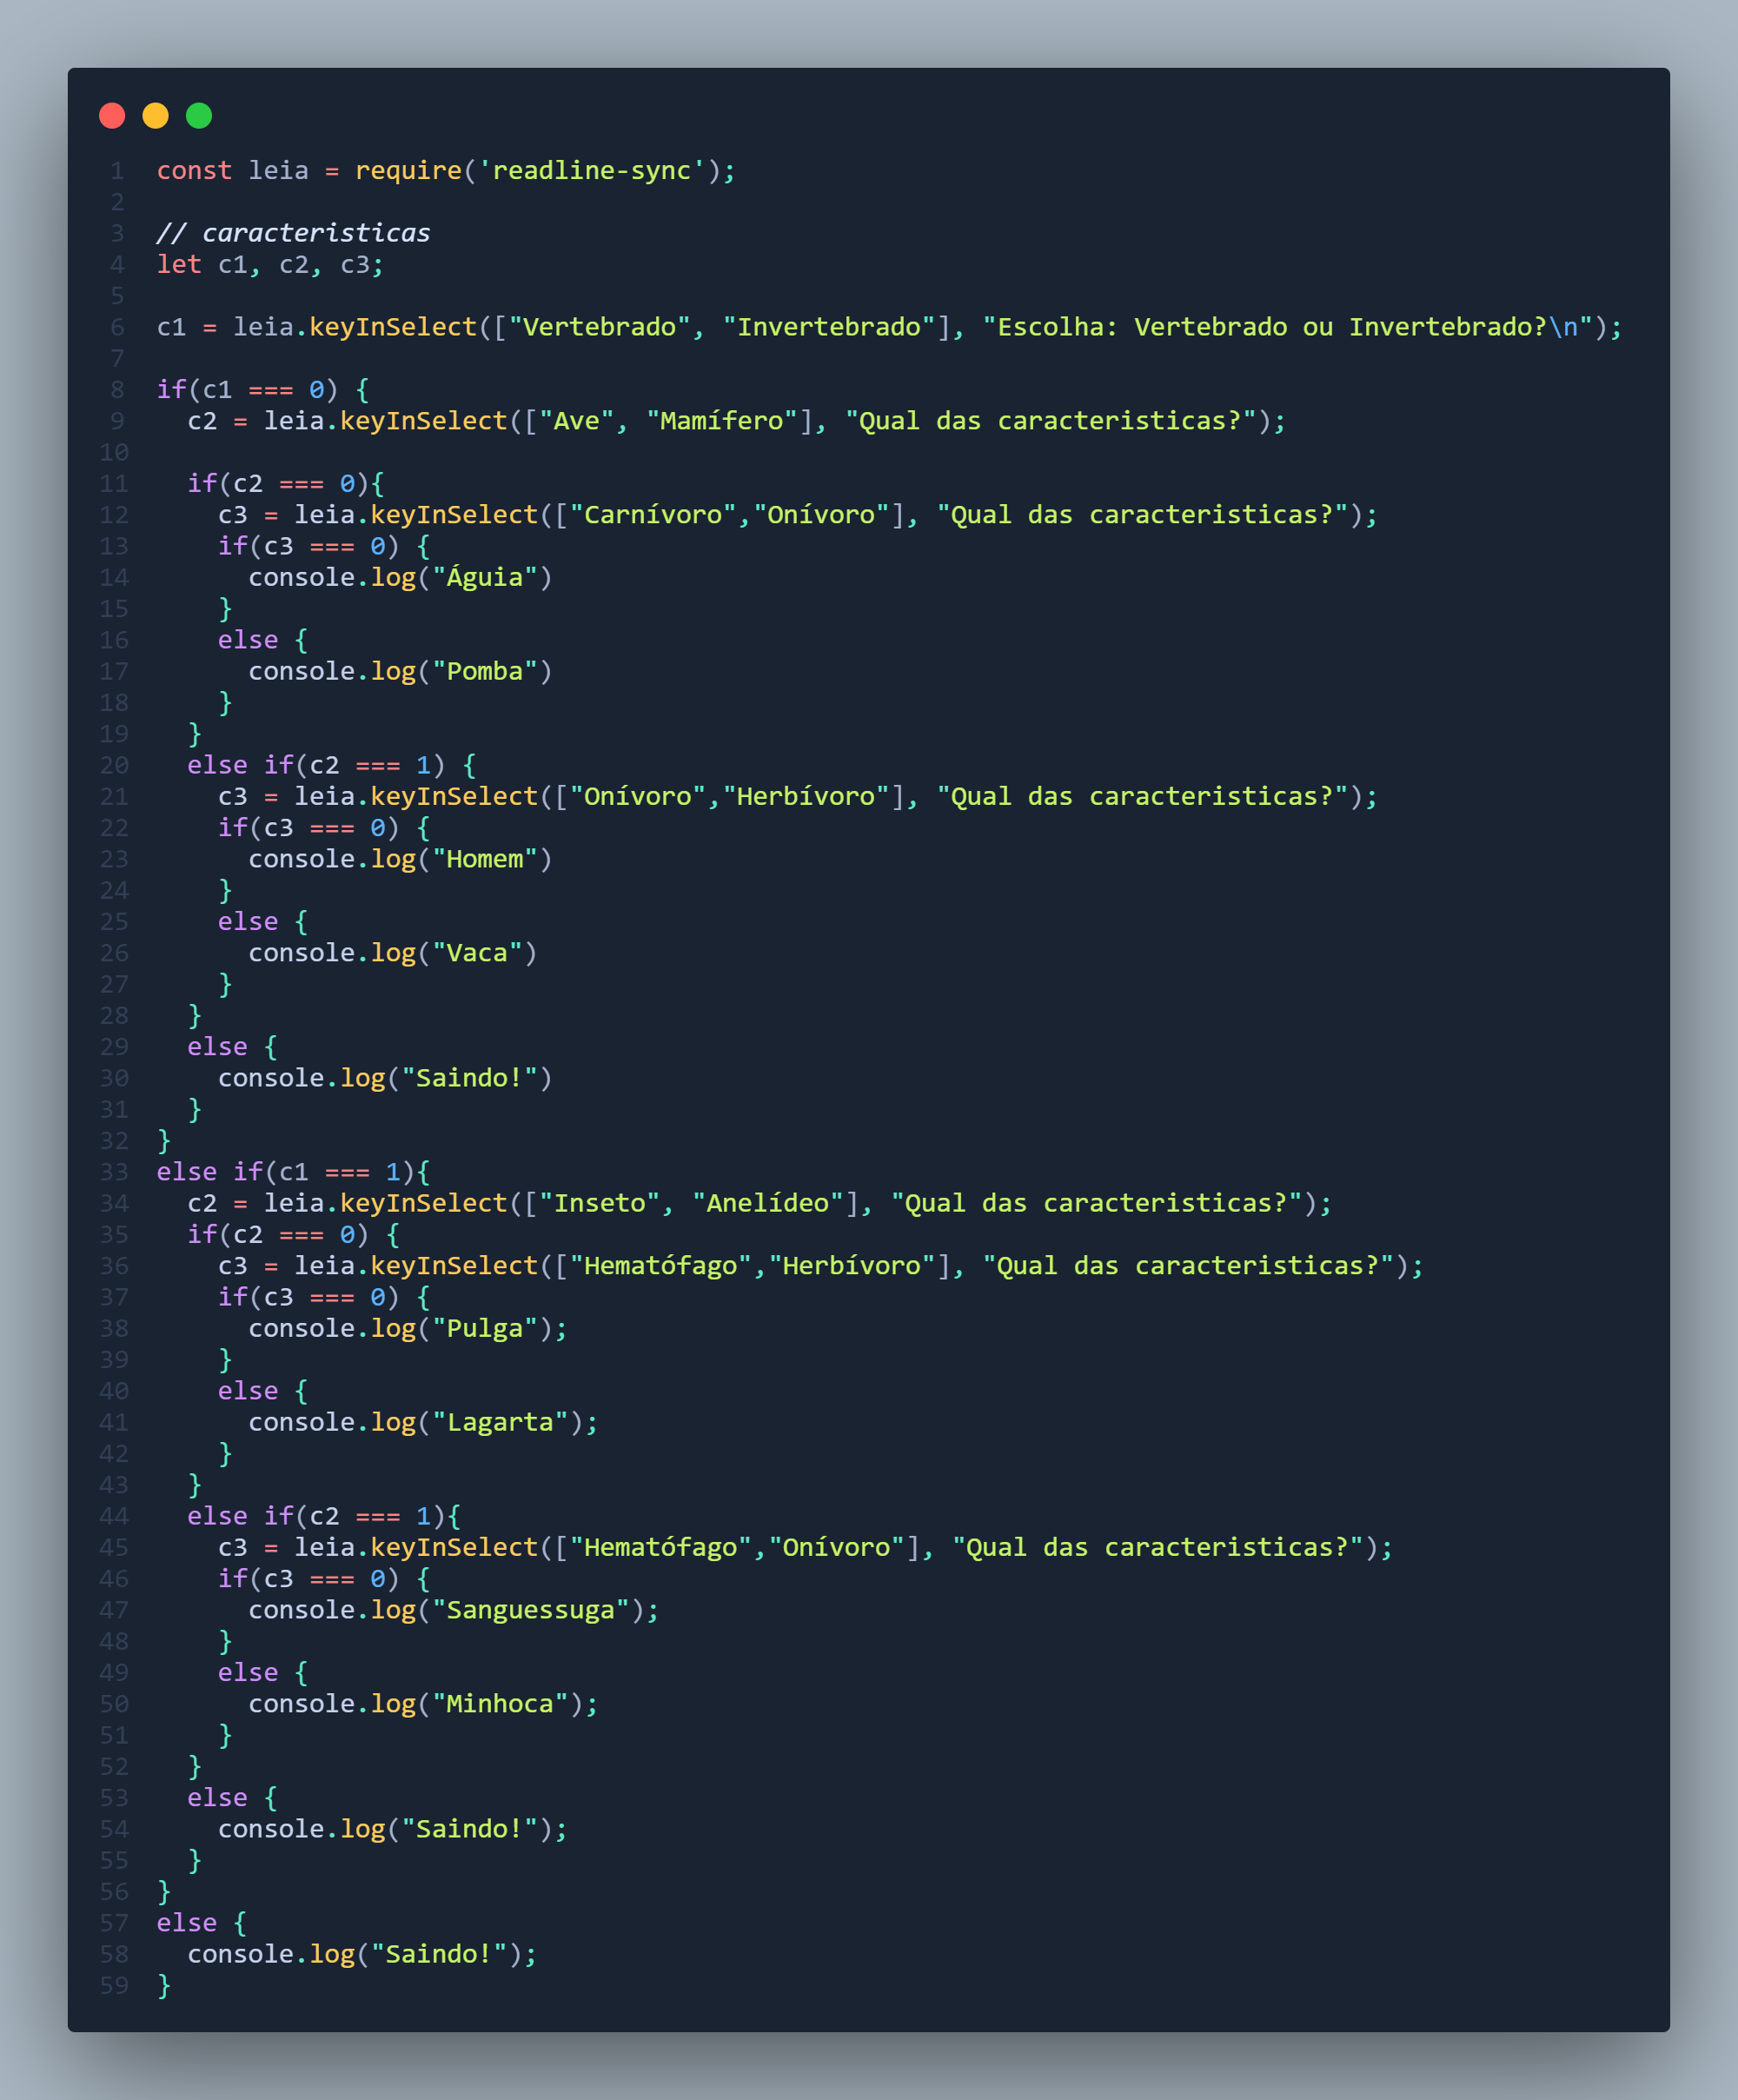 1 const leia = require('readline-sync');
2
3 // caracteristicas
4 let c1, c2, c3;
5
6 c1 = leia.keyInSelect(["Vertebrado", "Invertebrado"], "Escolha: Vertebrado ou Invertebrado?\n");
7
8 if(c1 === 0) {
9   c2 = leia.keyInSelect(["Ave", "Mamífero"], "Qual das caracteristicas?");
10
11   if(c2 === 0){
12     c3 = leia.keyInSelect(["Carnívoro","Onívoro"], "Qual das caracteristicas?");
13     if(c3 === 0) {
14       console.log("Águia")
15     }
16     else {
17       console.log("Pomba")
18     }
19   }
20   else if(c2 === 1) {
21     c3 = leia.keyInSelect(["Onívoro","Herbívoro"], "Qual das caracteristicas?");
22     if(c3 === 0) {
23       console.log("Homem")
24     }
25     else {
26       console.log("Vaca")
27     }
28   }
29   else {
30     console.log("Saindo!")
31   }
32 }
33 else if(c1 === 1){
34   c2 = leia.keyInSelect(["Inseto", "Anelídeo"], "Qual das caracteristicas?");
35   if(c2 === 0) {
36     c3 = leia.keyInSelect(["Hematófago","Herbívoro"], "Qual das caracteristicas?");
37     if(c3 === 0) {
38       console.log("Pulga");
39     }
40     else {
41       console.log("Lagarta");
42     }
43   }
44   else if(c2 === 1){
45     c3 = leia.keyInSelect(["Hematófago","Onívoro"], "Qual das caracteristicas?");
46     if(c3 === 0) {
47       console.log("Sanguessuga");
48     }
49     else {
50       console.log("Minhoca");
51     }
52   }
53   else {
54     console.log("Saindo!");
55   }
56 }
57 else {
58   console.log("Saindo!");
59 }